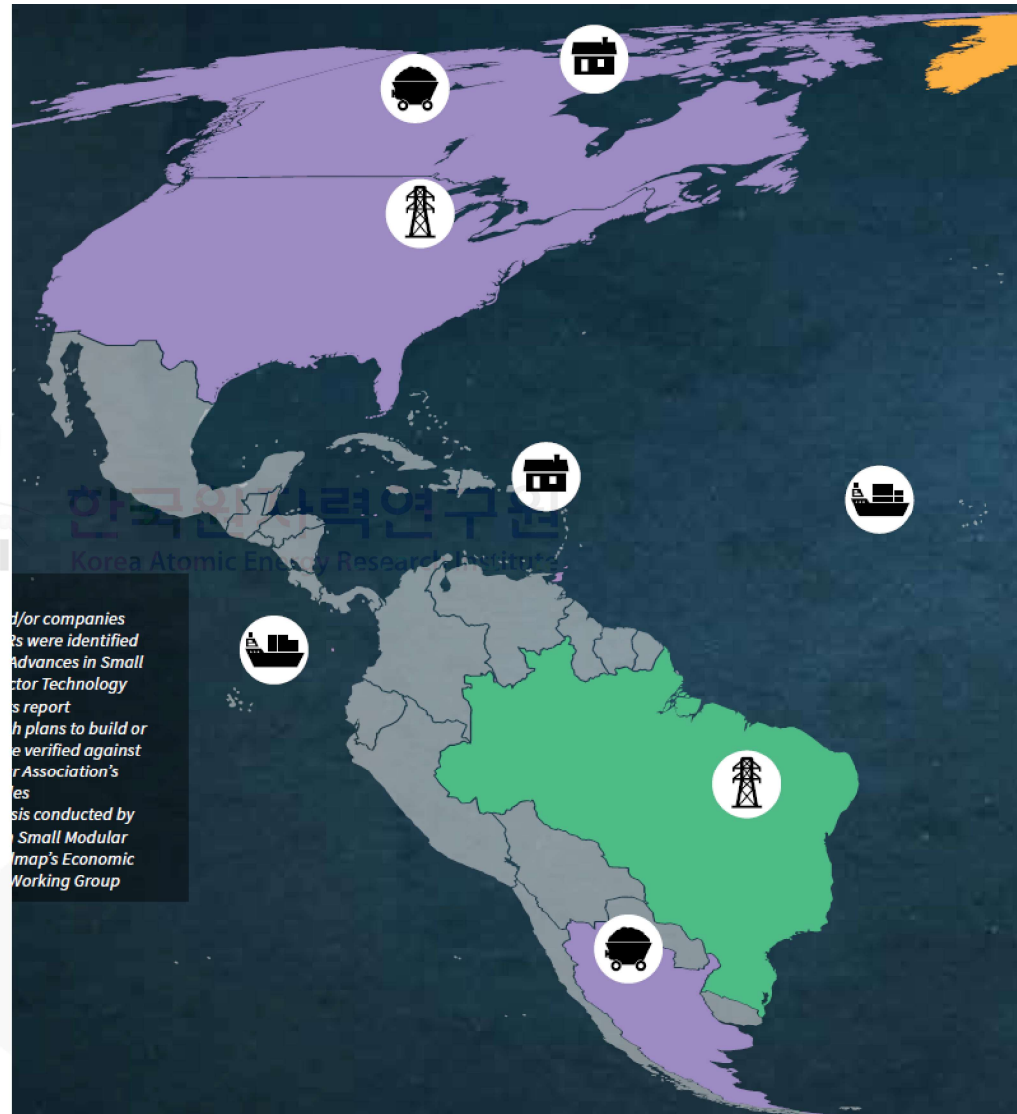 한국원자력연구원
Korea Atomic Energy Research Institute
d/or companies
Rs were identified
Advances in Small
ctor Technology
rs report
h plans to build or
re verified against
r Association's
les
sis conducted by
n Small Modular
dmap's Economic
Working Group